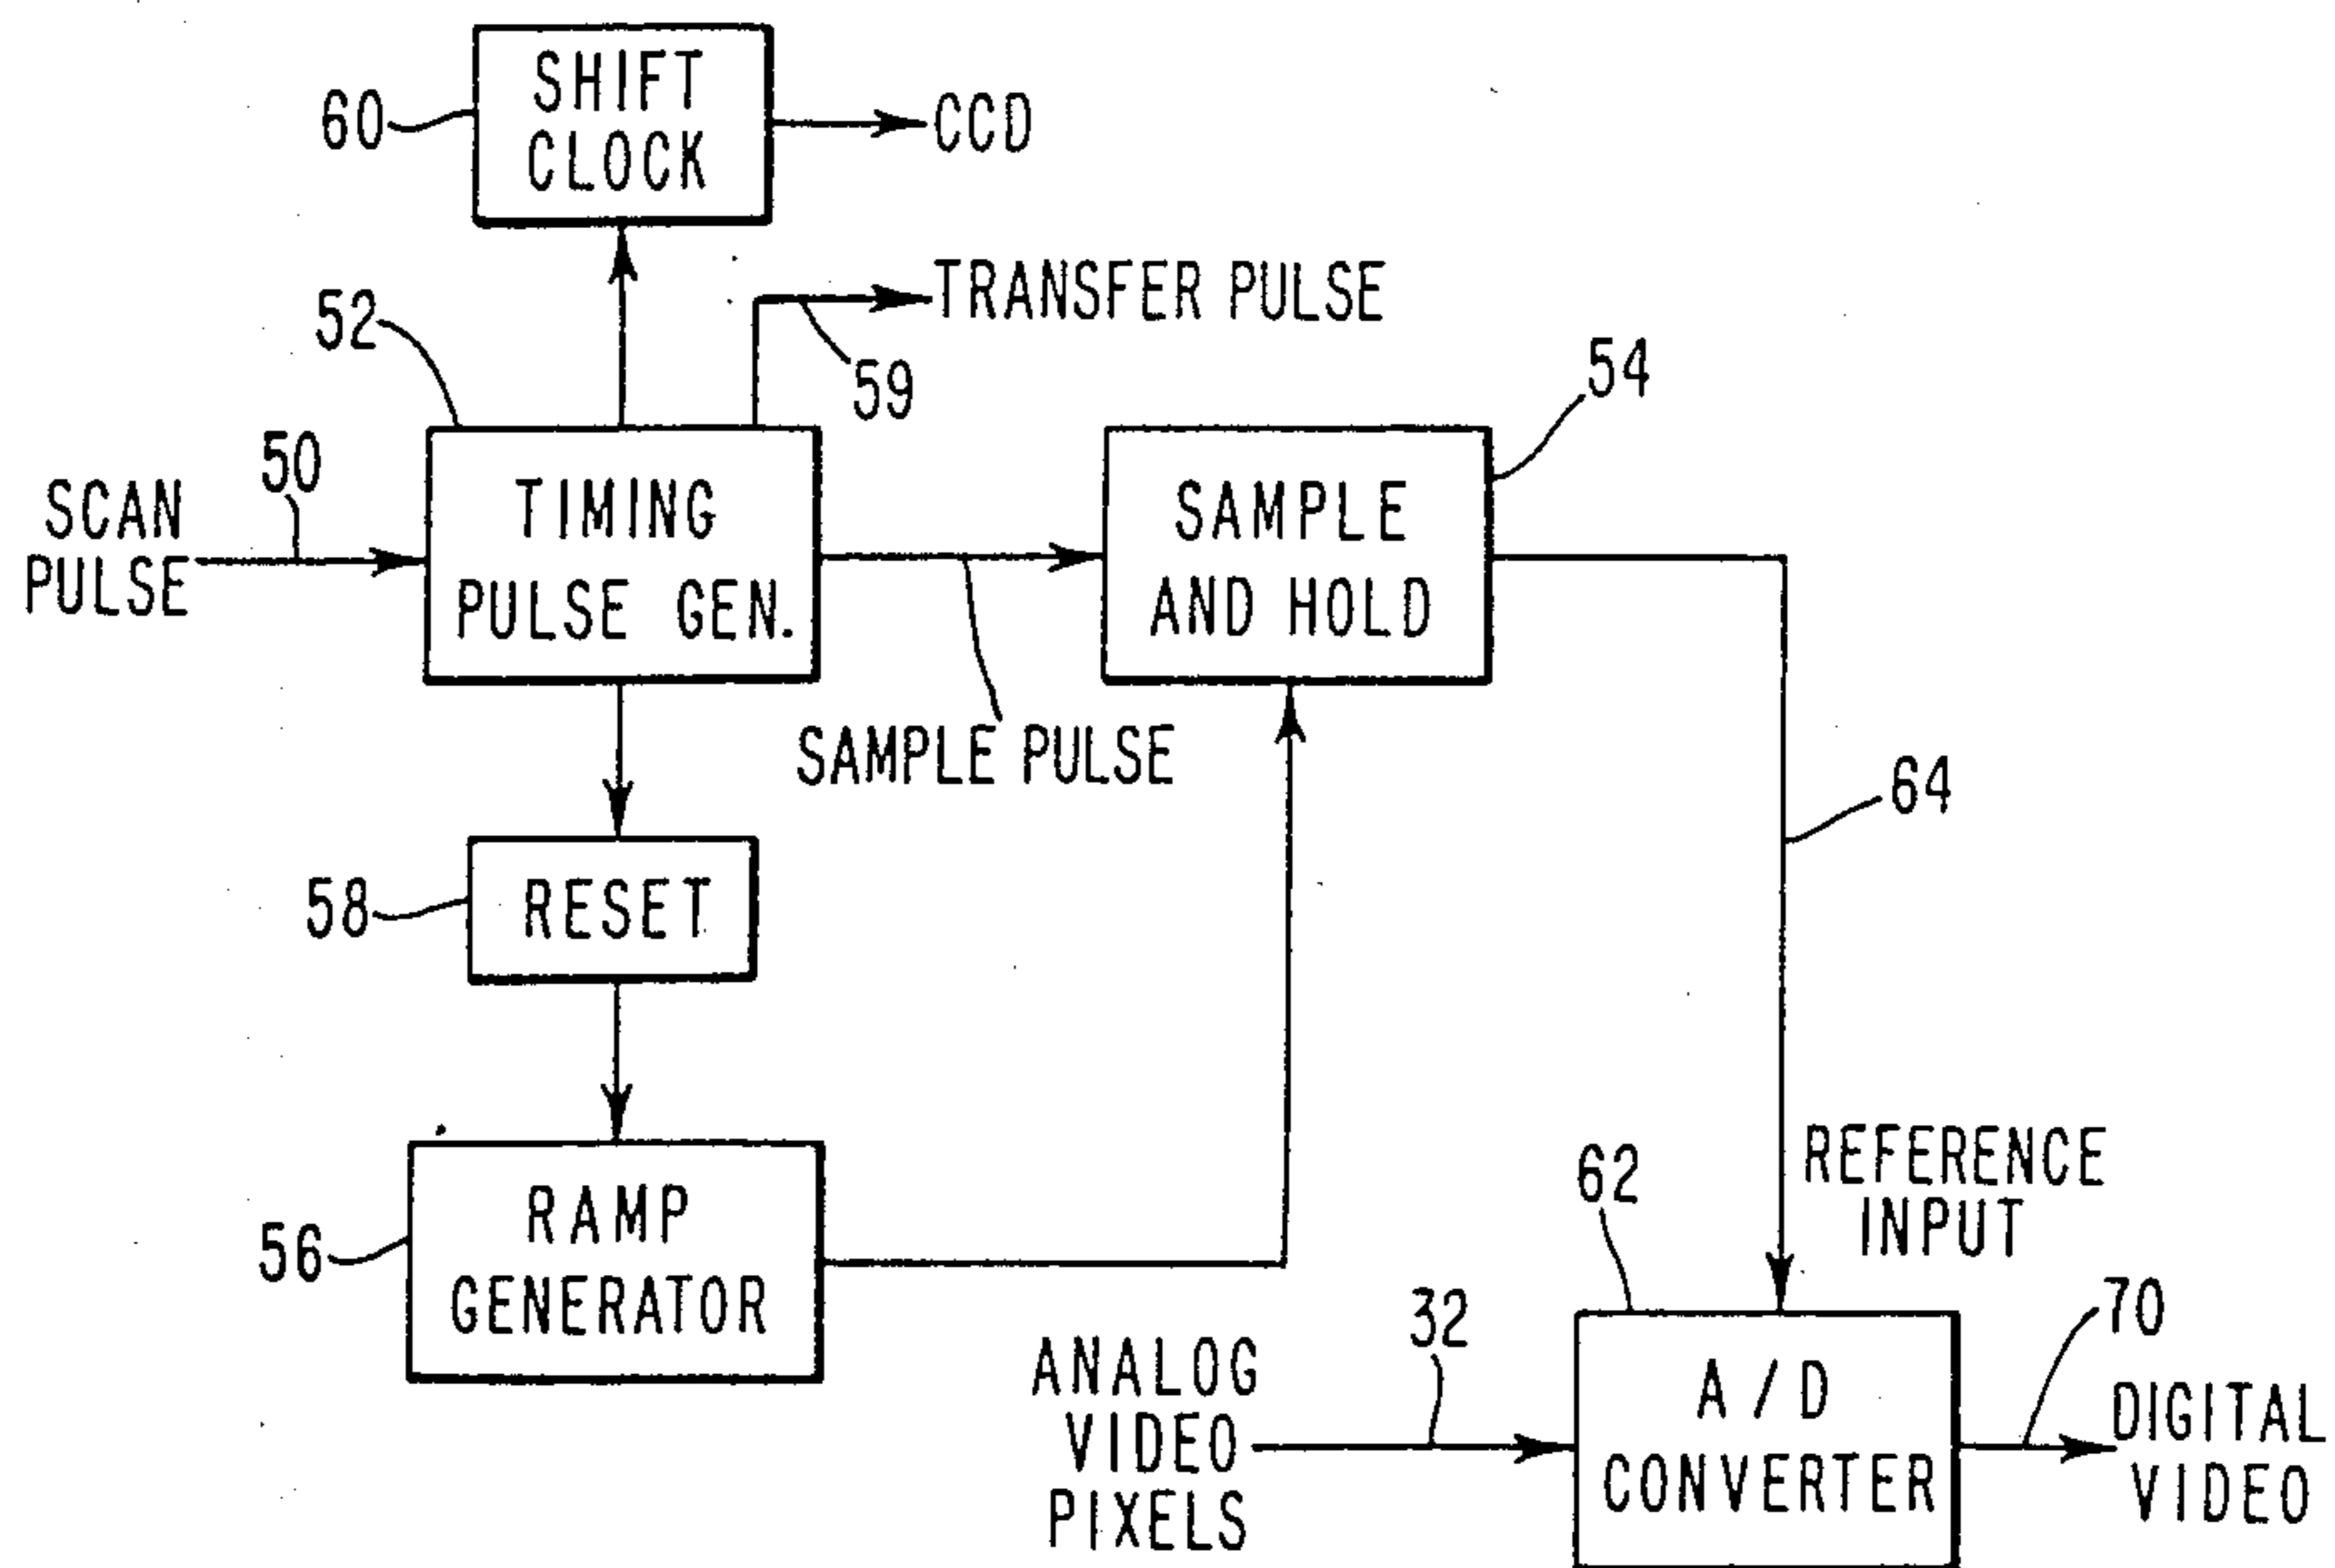 SHIFT
CLOCK
60
CCD
TRANSFER PULSE
59
52
54
50
SCAN
PULSE
TIMING
PULSE GEN.
SAMPLE
AND HOLD
SAMPLE PULSE
64
58
RESET
REFERENCE
INPUT
62
56
RAMP
GENERATOR
32
70
ANALOG
VIDEO
PIXELS
A/D
CONVERTER
DIGITAL
VIDEO